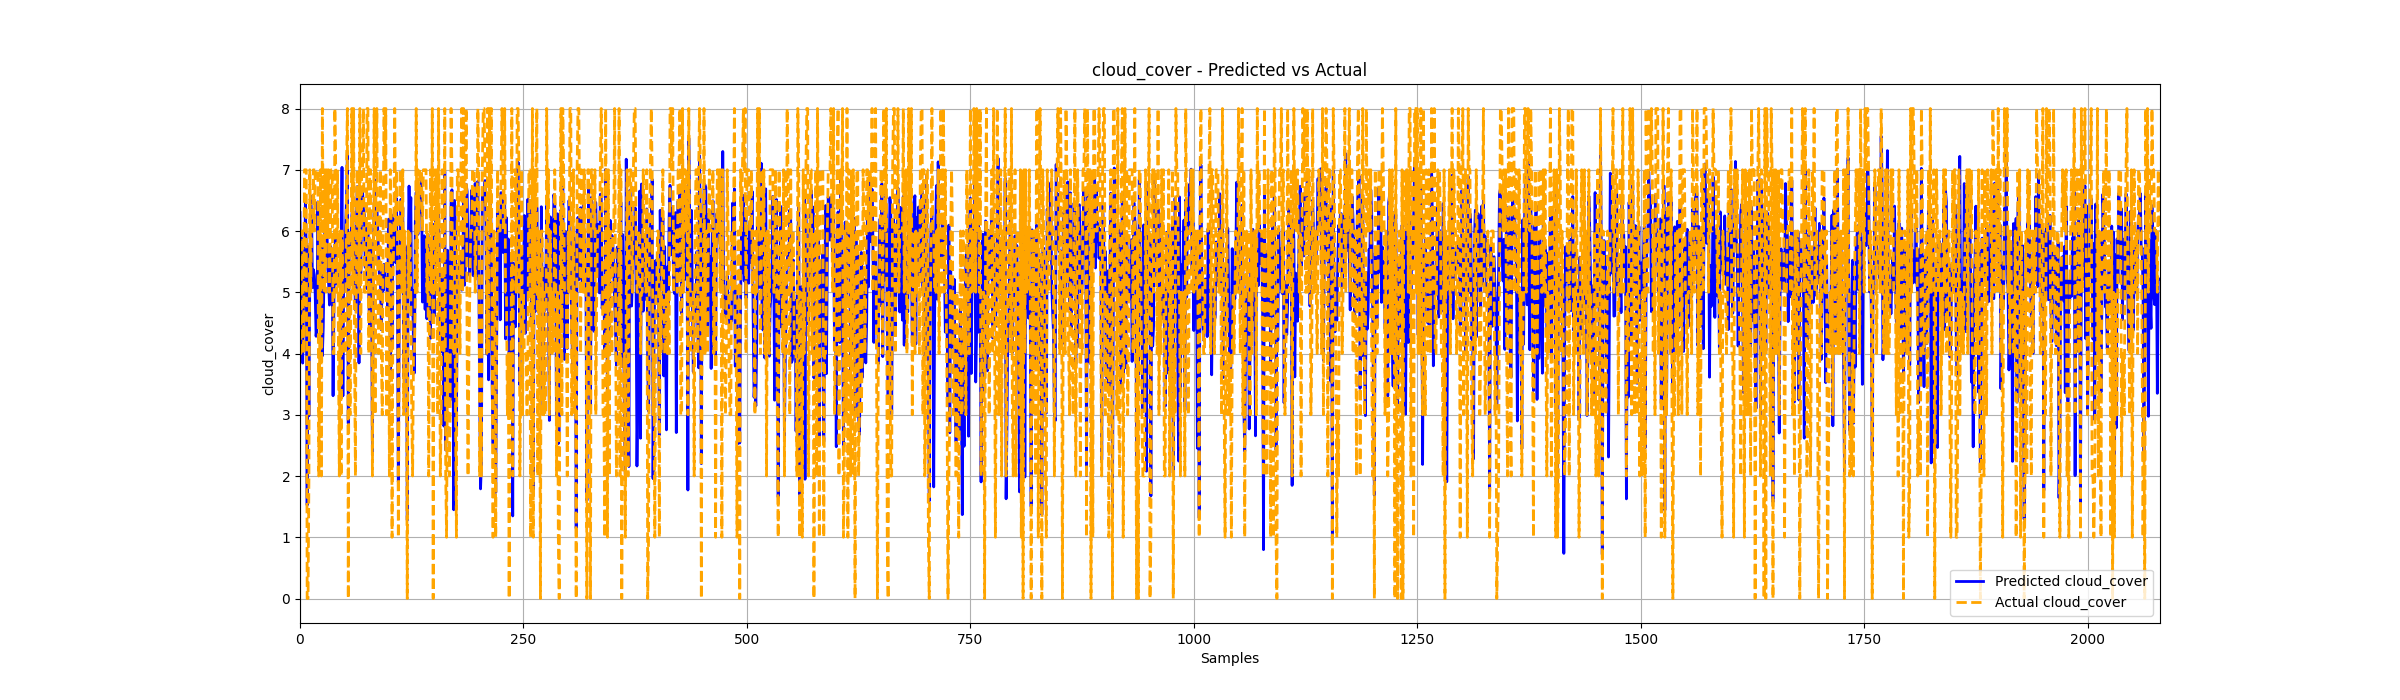 cloud_cover - Predicted vs Actual
cloud_cover
8
7
6
5
4
3
2
1
0
0 250 500 750 1000 1250 1500 1750 2000
Samples
Predicted cloud_cover
Actual cloud_cover